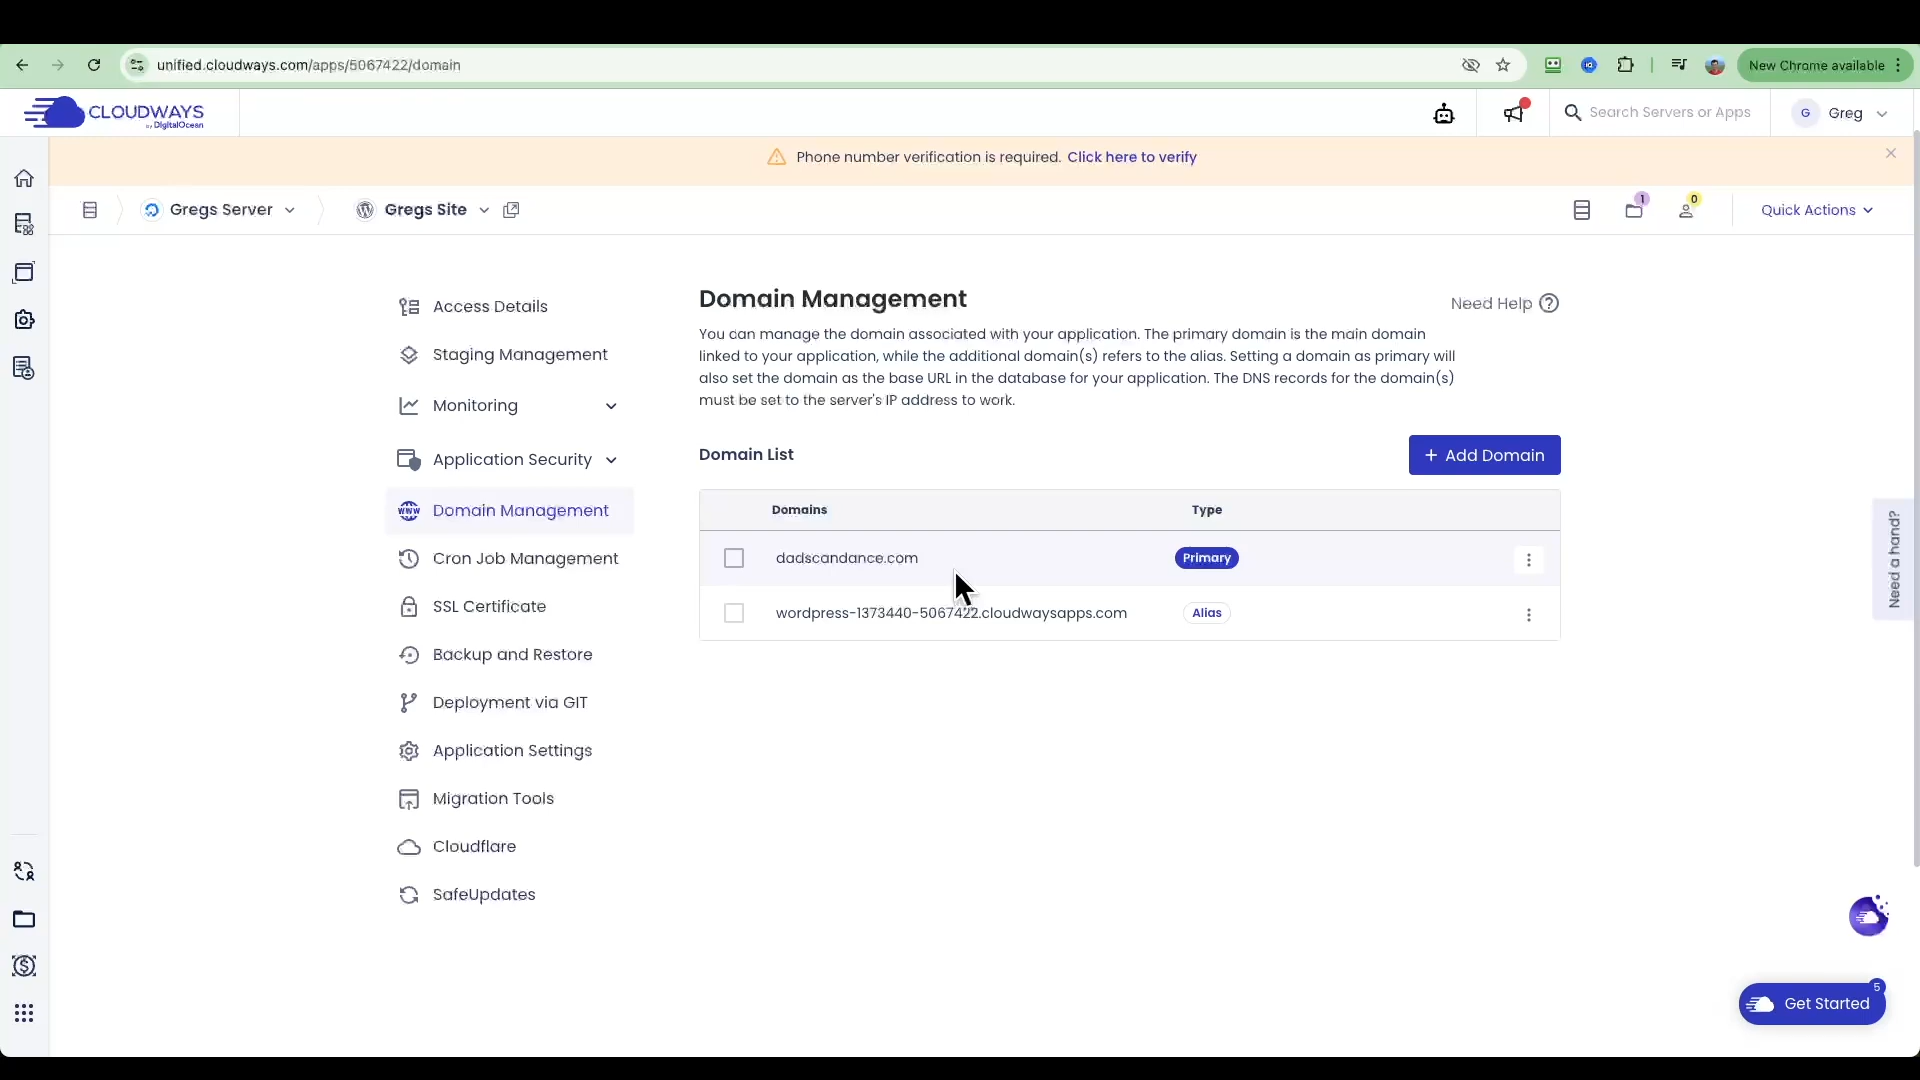 unified.cloudways.com/apps/5067422/domain
New Chrome available
CLOUDWAYS
by DigitalOcean
Search Servers or Apps
G
Greg
Phone number verification is required. Click here to verify
Gregs Server
Gregs Site
1
0
Quick Actions
Access Details
Staging Management
Monitoring
Application Security
Domain Management
Cron Job Management
SSL Certificate
Backup and Restore
Deployment via GIT
Application Settings
Migration Tools
Cloudflare
SafeUpdates
Domain Management
Need Help
You can manage the domain associated with your application. The primary domain is the main domain
linked to your application, while the additional domain(s) refers to the alias. Setting a domain as primary will
also set the domain as the base URL in the database for your application. The DNS records for the domain(s)
must be set to the server's IP address to work.
Domain List
+ Add Domain
Domains
Type
dadscandance.com
Primary
wordpress-1373440-5067422.cloudwaysapps.com
Alias
Need a hand?
5
Get Started